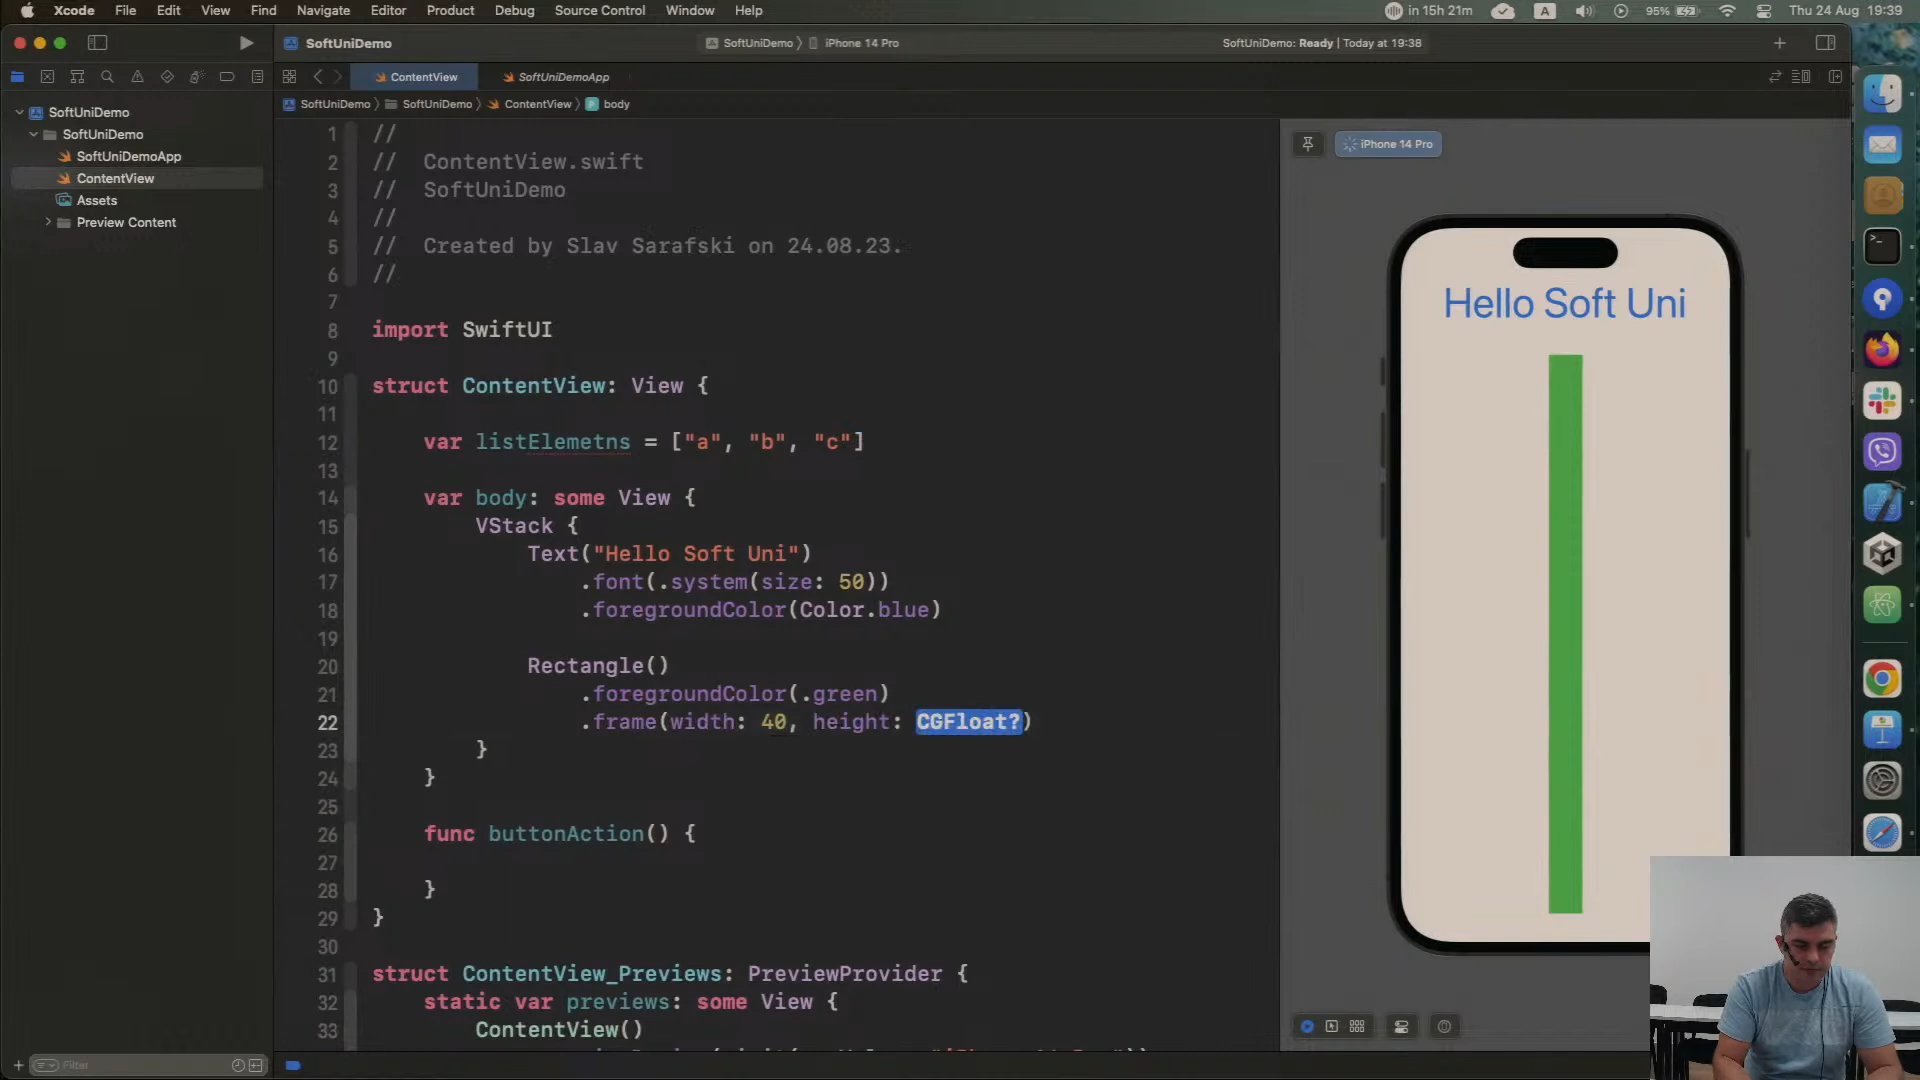 Xcode File Edit View Find Navigate Editor Product Debug Source Control Window Help
in 15h 21m A 95% Thu 24 Aug 19:39
SoftUniDemo
SoftUniDemo 〉 iPhone 14 Pro
SoftUniDemo: Ready | Today at 19:38
ContentView
SoftUniDemoApp
SoftUniDemo 〉 SoftUniDemo 〉 ContentView 〉 body
SoftUniDemo
SoftUniDemo
SoftUniDemoApp
ContentView
Assets
Preview Content
1 //
2 // ContentView.swift
3 // SoftUniDemo
4 //
5 // Created by Slav Sarafski on 24.08.23.
6 //
7
8 import SwiftUI
9
10 struct ContentView: View {
11
12 var listElemetns = ["a", "b", "c"]
13
14 var body: some View {
15 VStack {
16 Text("Hello Soft Uni")
17 .font(.system(size: 50))
18 .foregroundColor(Color.blue)
19
20 Rectangle()
21 .foregroundColor(.green)
22 .frame(width: 40, height: CGFloat?)
23 }
24 }
25
26 func buttonAction() {
27
28 }
29 }
30
31 struct ContentView_Previews: PreviewProvider {
32 static var previews: some View {
33 ContentView()
iPhone 14 Pro
Hello Soft Uni
Filter